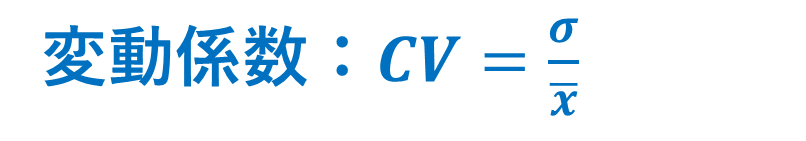 変動係数：CV = σ / x̄